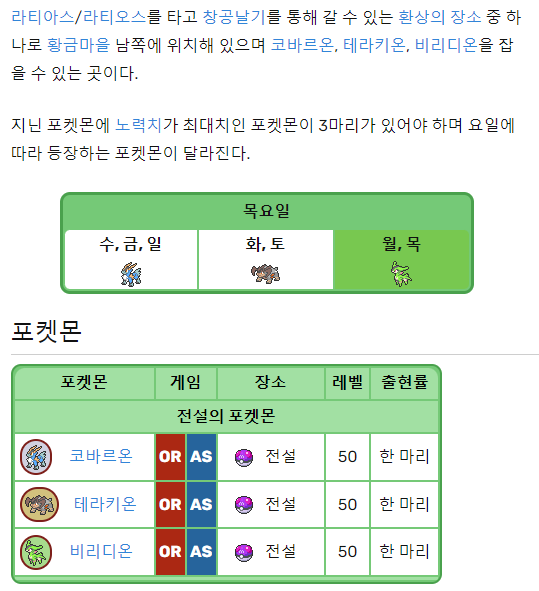 라티아스/라티오스를 타고 창공날기를 통해 갈 수 있는 환상의 장소 중 하
나로 황금마을 남쪽에 위치해 있으며 코바르온, 테라키온, 비리디온을 잡
을 수 있는 곳이다.
지닌 포켓몬에 노력치가 최대치인 포켓몬이 3마리가 있어야 하며 요일에
따라 등장하는 포켓몬이 달라진다.
목요일
수, 금, 일 화, 토 월, 목
포켓몬
포켓몬 게임 장소 레벨 출현율
전설의 포켓몬
코바르온 OR AS 전설 50 한 마리
테라키온 OR AS 전설 50 한 마리
비리디온 OR AS 전설 50 한 마리